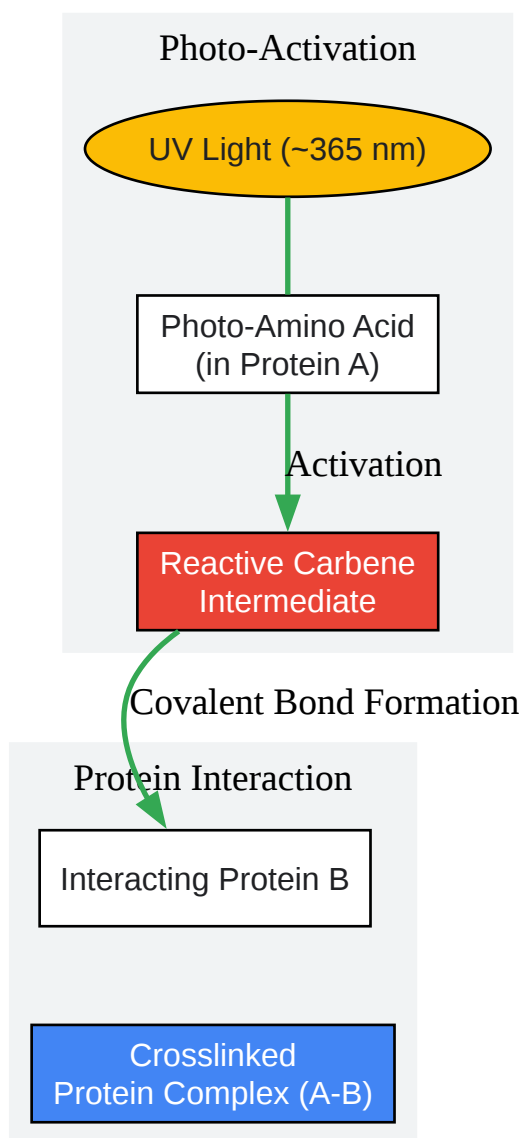 Photo-Activation
UV Light (~365 nm)
Photo-Amino Acid
(in Protein A)
Activation
Reactive Carbene
Intermediate
Covalent Bond Formation
Protein Interaction
Interacting Protein B
Crosslinked
Protein Complex (A-B)